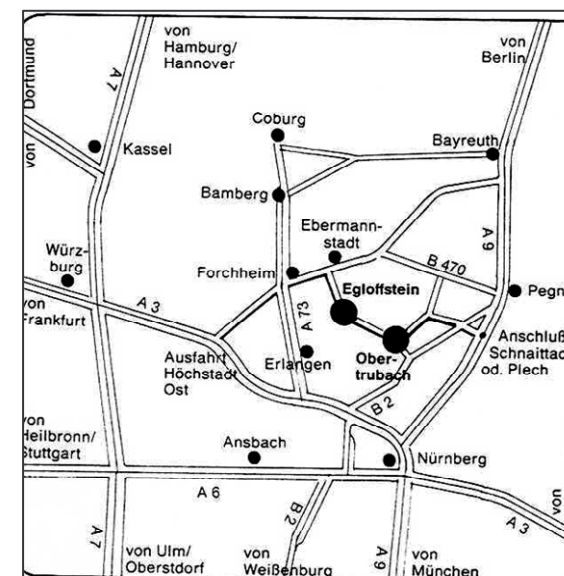 von
Hamburg/
Hannover
von
Berlin
von Dortmund
A 7
Coburg
Kassel
Bayreuth
Bamberg
Ebermann-
stadt
A 9
Würz-
burg
Forchheim
B 470
Egloffstein
Pegn
von
Frankfurt
A 3
A 73
Ausfahrt
Höchstadt
Ost
Erlangen
Ober-
trubach
Anschluß
Schnaittac
od. Plech
B 2
von
Heilbronn/
Stuttgart
Ansbach
Nürnberg
A 6
A 7
B 2
A 9
A 3
von
von Ulm/
Oberstdorf
von
Weißenburg
von
München